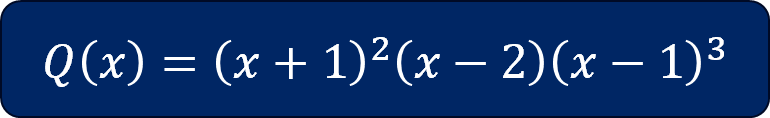 Q(x) = (x + 1)²(x − 2)(x − 1)³